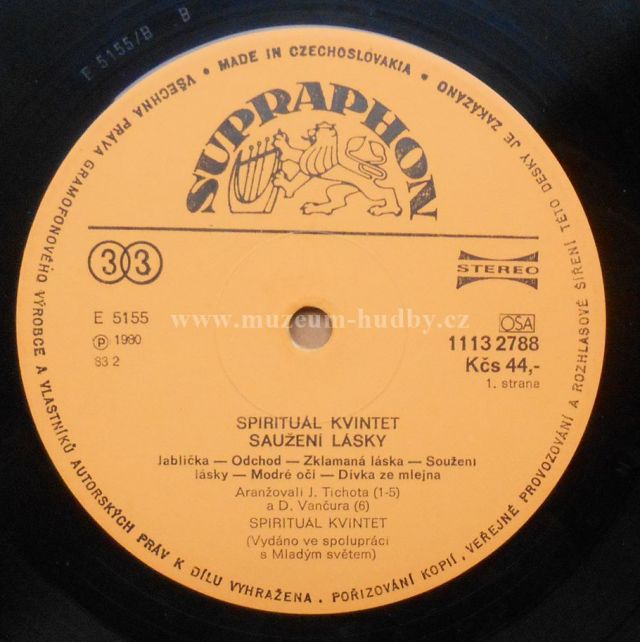 E 5155/B B
VŠECHNA PRÁVA GRAMOFONOVÉHO VÝROBCE A VLASTNÍKŮ AUTORSKÝCH PRÁV K DÍLU VYHRAŽENA. POŘIZOVÁNÍ KOPIÍ, VEŘEJNÉ PROVOZOVÁNÍ A ROZHLASOVÉ ŠÍŘENÍ TÉTO DESKY JE ZAKÁZÁNO • MADE IN CZECHOSLOVAKIA •
SUPRAPHON
33
STEREO
E 5155
OSA
℗ 1980
www.muzeum-hudby.cz
1113 2788
83 2
Kčs 44,-
1. strana
SPIRITUÁL KVINTET
SAUŽENÍ LÁSKY
Jablíčka — Odchod — Zklamaná láska — Soužení
lásky — Modré oči — Dívka ze mlejna
Aranžovali J. Tichota (1-5)
a D. Vančura (6)
SPIRITUÁL KVINTET
(Vydáno ve spolupráci
s Mladým světem)